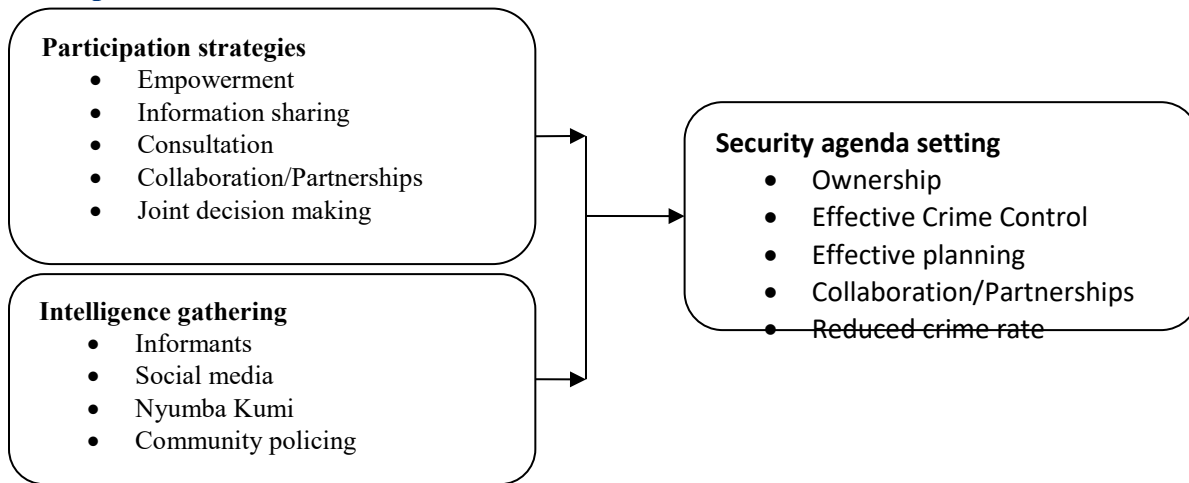 Participation strategies
• Empowerment
• Information sharing
• Consultation
• Collaboration/Partnerships
• Joint decision making
Intelligence gathering
• Informants
• Social media
• Nyumba Kumi
• Community policing
Security agenda setting
• Ownership
• Effective Crime Control
• Effective planning
• Collaboration/Partnerships
• Reduced crime rate